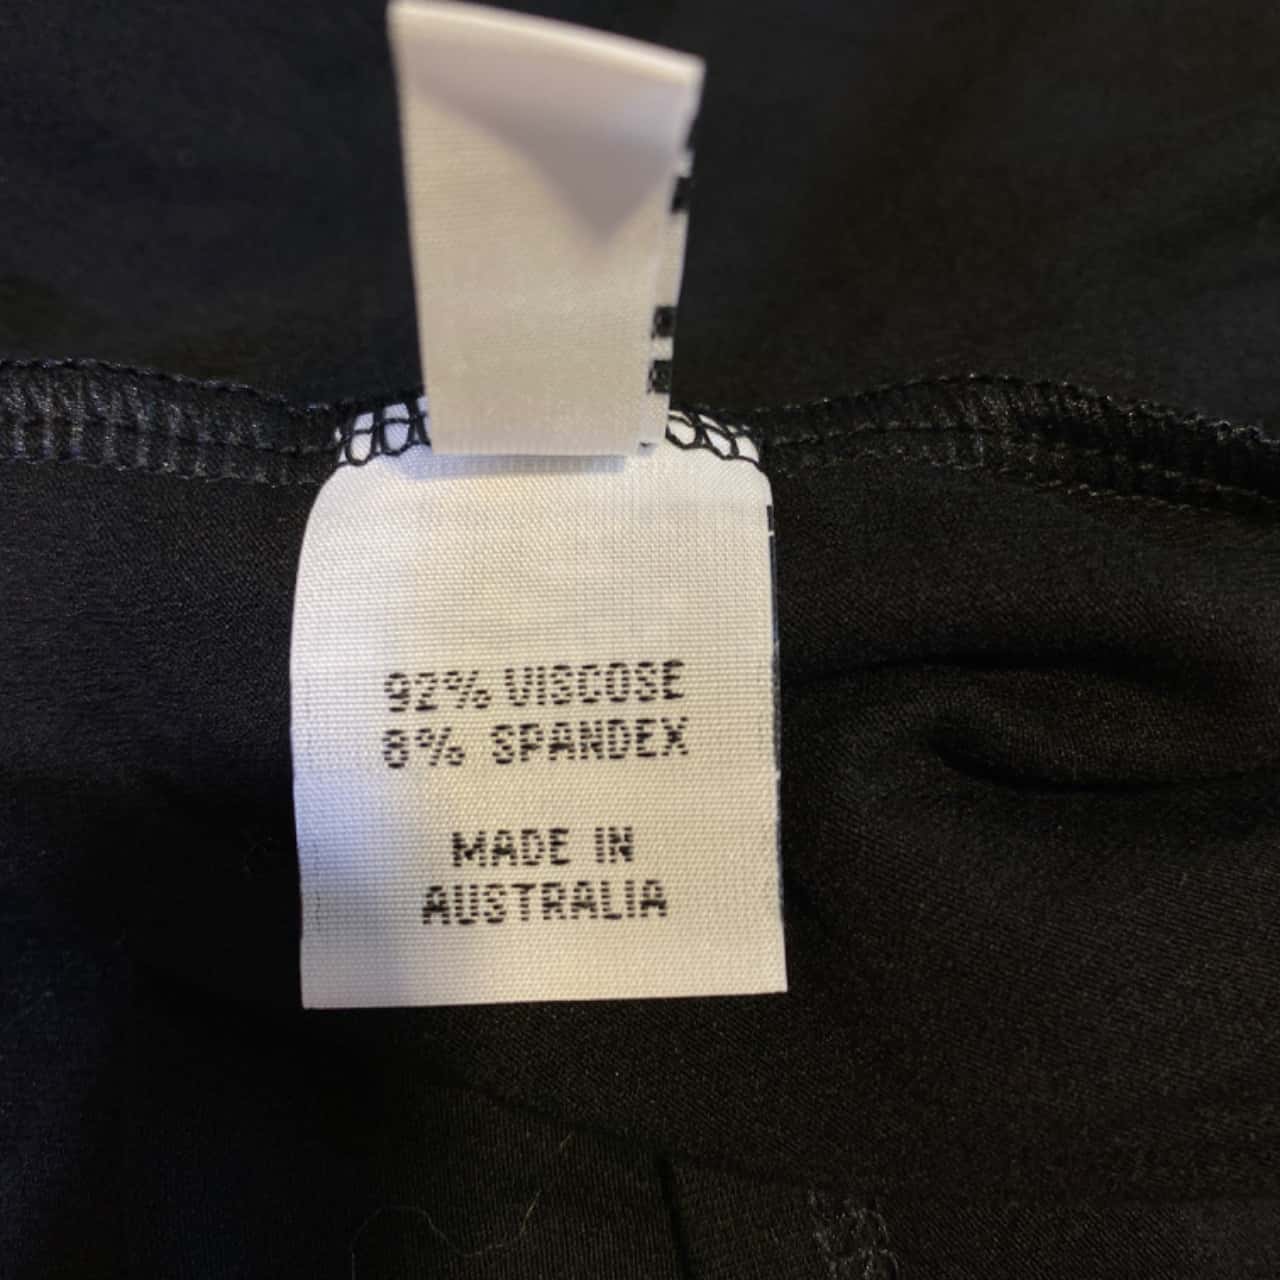 92% VISCOSE
8% SPANDEX
MADE IN
AUSTRALIA